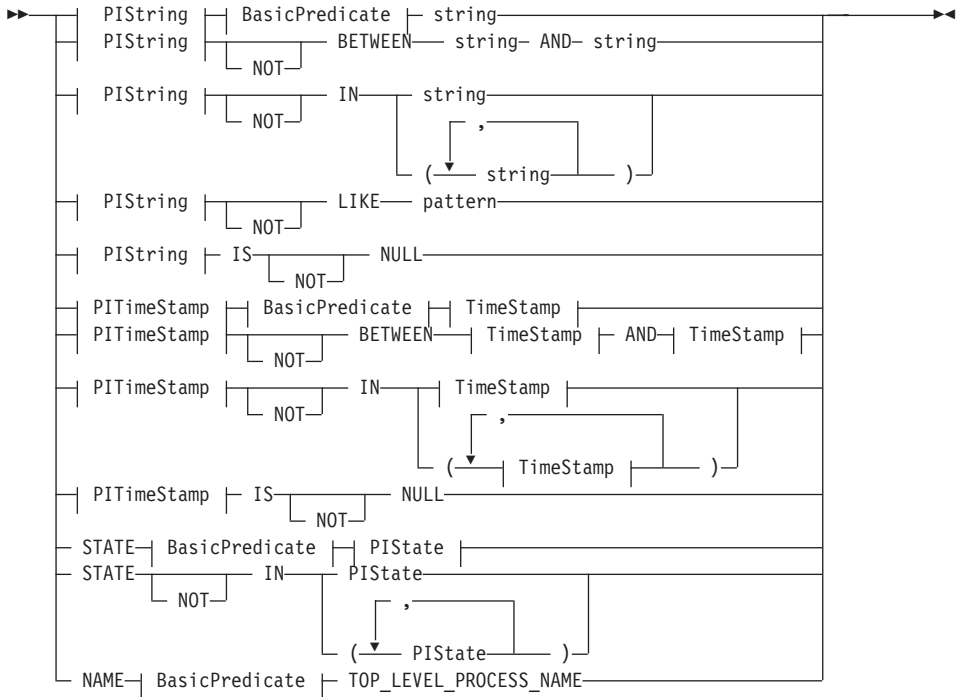 PIString BasicPredicate string
PIString BETWEEN string AND string
NOT
PIString IN string
NOT ,
( string )
PIString LIKE pattern
NOT
PIString IS NULL
NOT
PITimeStamp BasicPredicate TimeStamp
PITimeStamp BETWEEN TimeStamp AND TimeStamp
NOT
PITimeStamp IN TimeStamp
NOT ,
( TimeStamp )
PITimeStamp IS NULL
NOT
STATE BasicPredicate PIState
STATE IN PIState
NOT ,
( PIState )
NAME BasicPredicate TOP_LEVEL_PROCESS_NAME